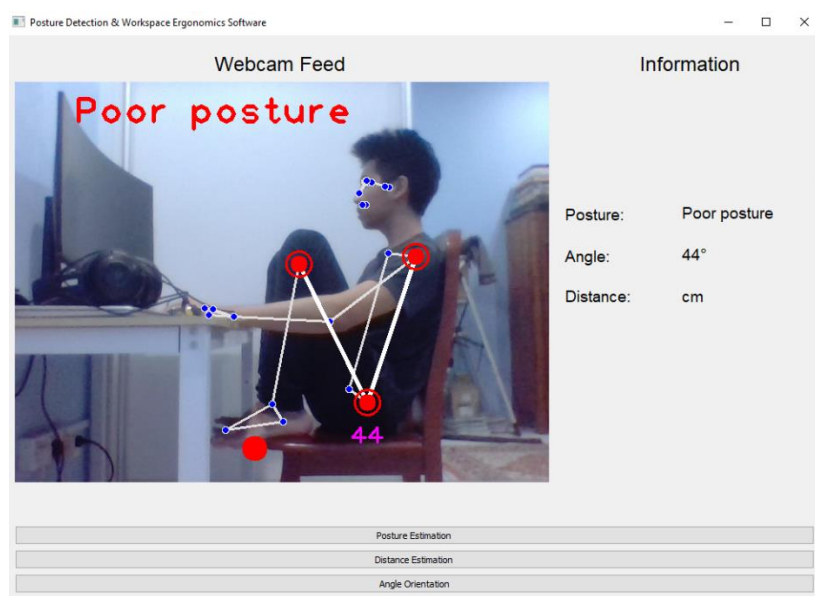 Posture Detection & Workspace Ergonomics Software
Webcam Feed
Information
Poor posture
Posture: Poor posture
Angle: 44°
Distance: cm
44
Posture Estimation
Distance Estimation
Angle Orientation